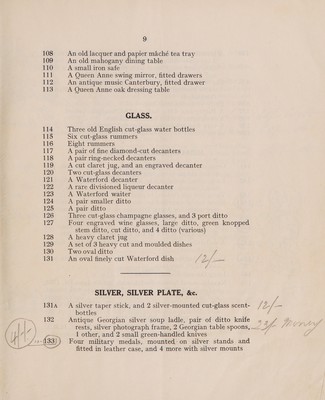 9
108 An old lacquer and papier mâché tea tray
109 An old mahogany dining table
110 A small iron safe
111 A Queen Anne swing mirror, fitted drawers
112 An antique music Canterbury, fitted drawers
113 A Queen Anne oak dressing table
GLASS.
114 Three old English cut-glass water bottles
115 Six cut-glass rummers
116 Eight rummers
117 A pair of fine diamond-cut decanters
118 A pair ring-necked decanters
119 A cut claret jug, and an engraved decanter
120 Two cut-glass decanters
121 A Waterford decanter
122 A rare divisioned liqueur decanter
123 A Waterford waiter
124 A pair smaller ditto
125 A pair ditto
126 Three cut-glass champagne glasses, and 3 port ditto
127 Four engraved wine glasses, large ditto, green knopped
stem ditto, cut ditto, and 4 ditto (various)
128 A heavy claret jug
129 A set of 3 heavy cut and moulded dishes
130 Two oval ditto
131 An oval finely cut Waterford dish 12/-
SILVER, SILVER PLATE, &c.
131A A silver taper stick, and 2 silver-mounted cut-glass scent- 12/-
bottles
132 Antique Georgian silver soup ladle, pair of ditto knife
rests, silver photograph frame, 2 Georgian table spoons,
1 other, and 2 small green-handled knives
133 Four military medals, mounted on silver stands and
fitted in leather case, and 4 more with silver mounts